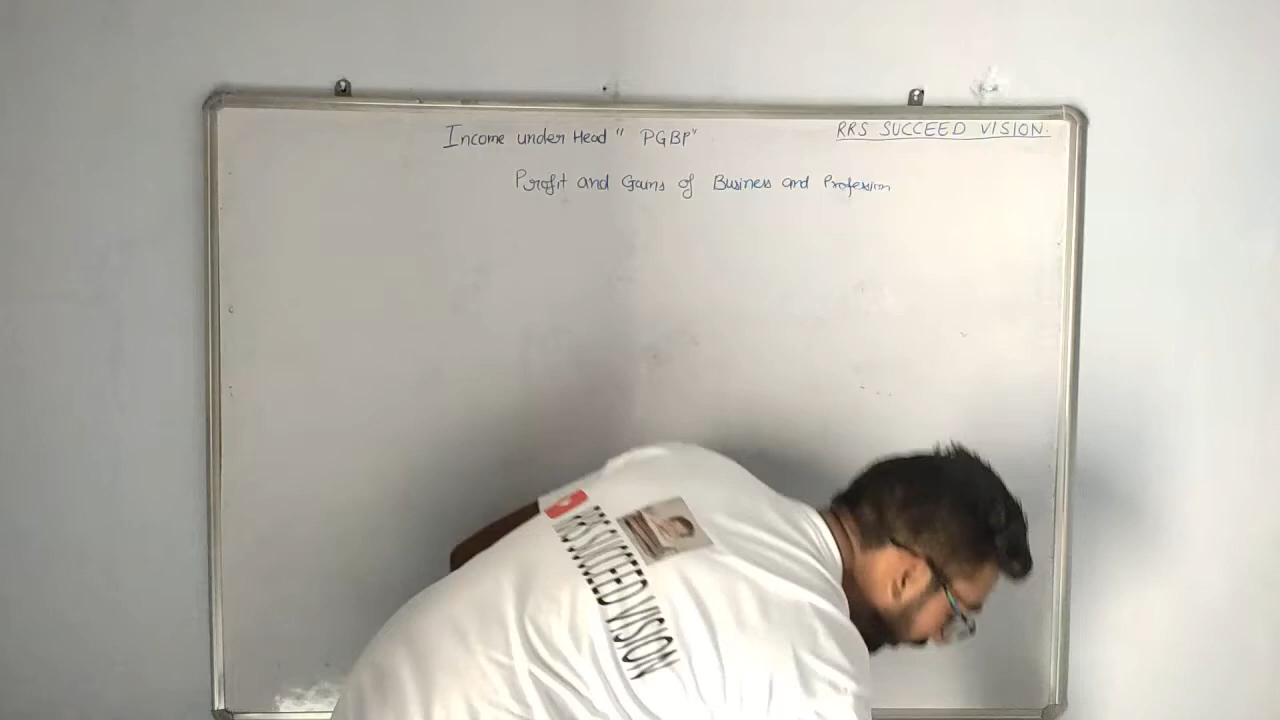 Income under Head " PGBP"
RRS SUCCEED VISION.
Profit and Gains of Business and Profession
RRS SUCCEED VISION